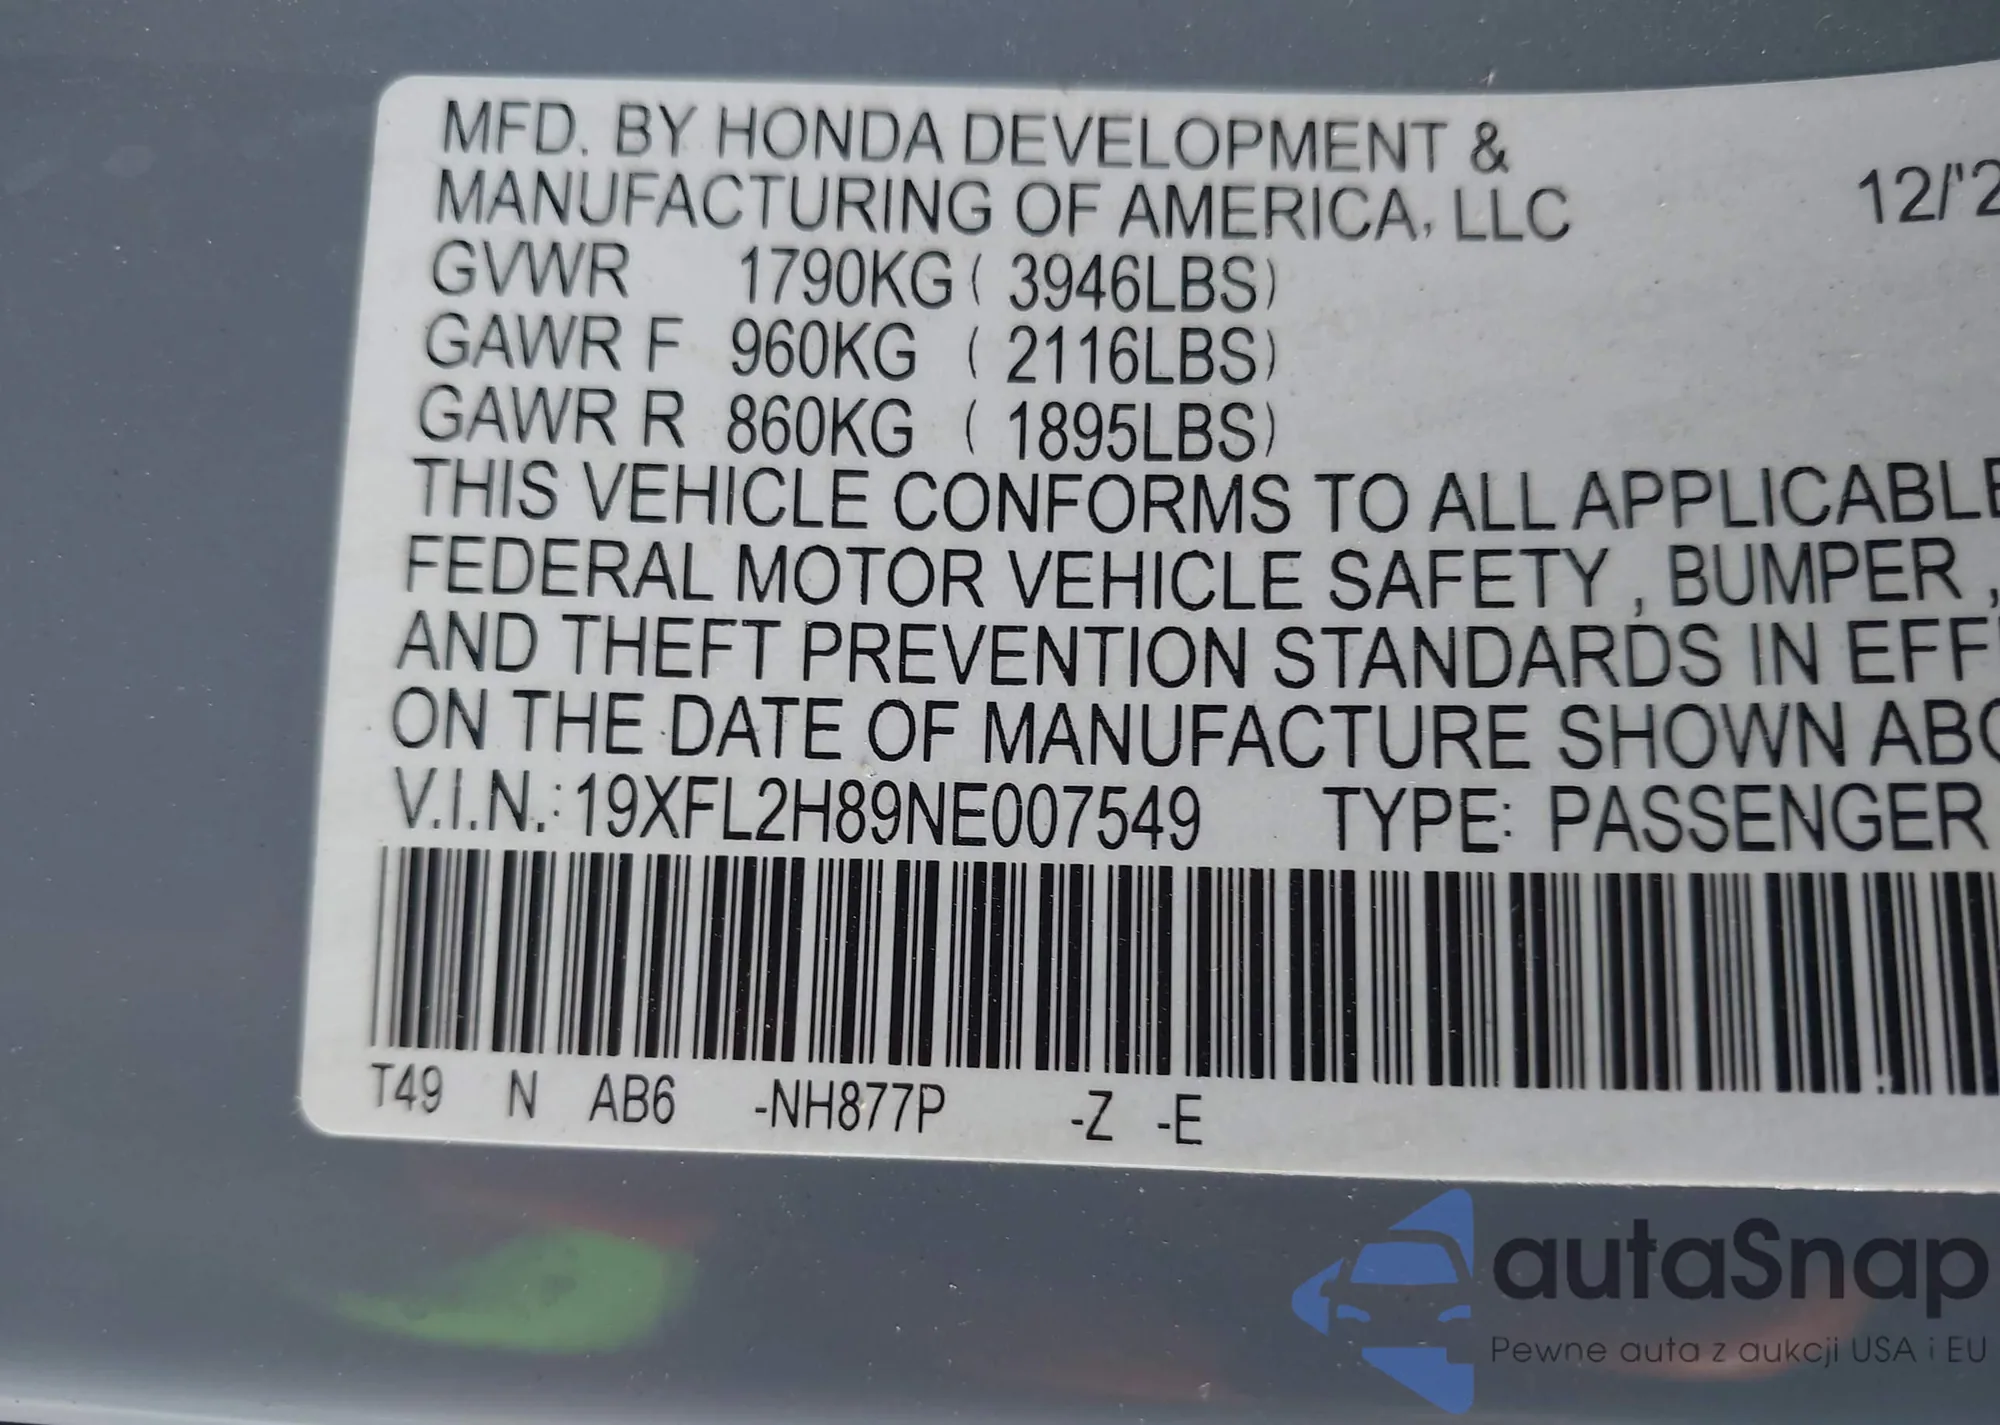 MFD. BY HONDA DEVELOPMENT &
MANUFACTURING OF AMERICA, LLC 12/'2
GVWR 1790KG ( 3946LBS)
GAWR F 960KG ( 2116LBS)
GAWR R 860KG ( 1895LBS)
THIS VEHICLE CONFORMS TO ALL APPLICABLE
FEDERAL MOTOR VEHICLE SAFETY , BUMPER ,
AND THEFT PREVENTION STANDARDS IN EFF
ON THE DATE OF MANUFACTURE SHOWN ABO
V.I.N.: 19XFL2H89NE007549 TYPE: PASSENGER
T49 N AB6 -NH877P -Z -E
autaSnap
Pewne auta z aukcji USA i EU